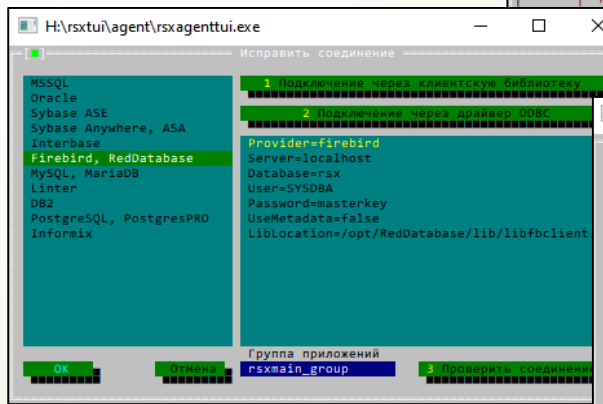 H:\rsxtui\agent\rsxagenttui.exe
Исправить соединение
MSSQL
Oracle
Sybase ASE
Sybase Anywhere, ASA
Interbase
Firebird, RedDatabase
MySQL, MariaDB
Linter
DB2
PostgreSQL, PostgresPRO
Informix
1 Подключение через клиентскую библиотеку
2 Подключение через драйвер ODBC
Provider=firebird
Server=localhost
Database=rsx
User=SYSDBA
Password=masterkey
UseMetadata=false
LibLocation=/opt/RedDatabase/lib/libfbclient.
Группа приложений
OK
Отмена
rsxmain_group
3 Проверить соединение